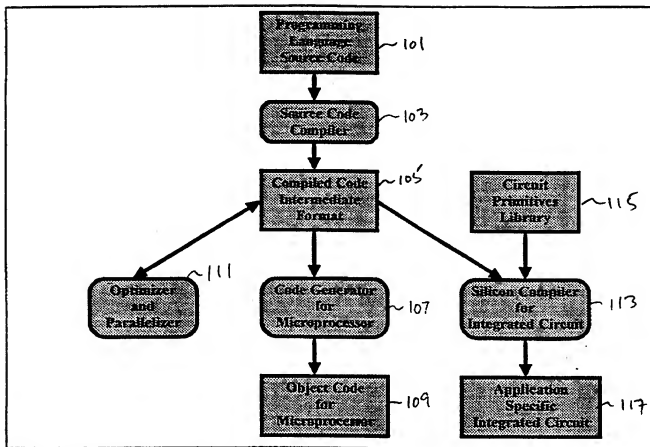 Programming
Language
Source Code
101
Source Code
Compiler
103
Compiled Code
Intermediate
Format
105
Circuit
Primitives
Library
115
Optimizer
and
Parallelizer
111
Code Generator
for
Microprocessor
107
Silicon Compiler
for
Integrated Circuit
113
Object Code
for
Microprocessor
109
Application
Specific
Integrated Circuit
117